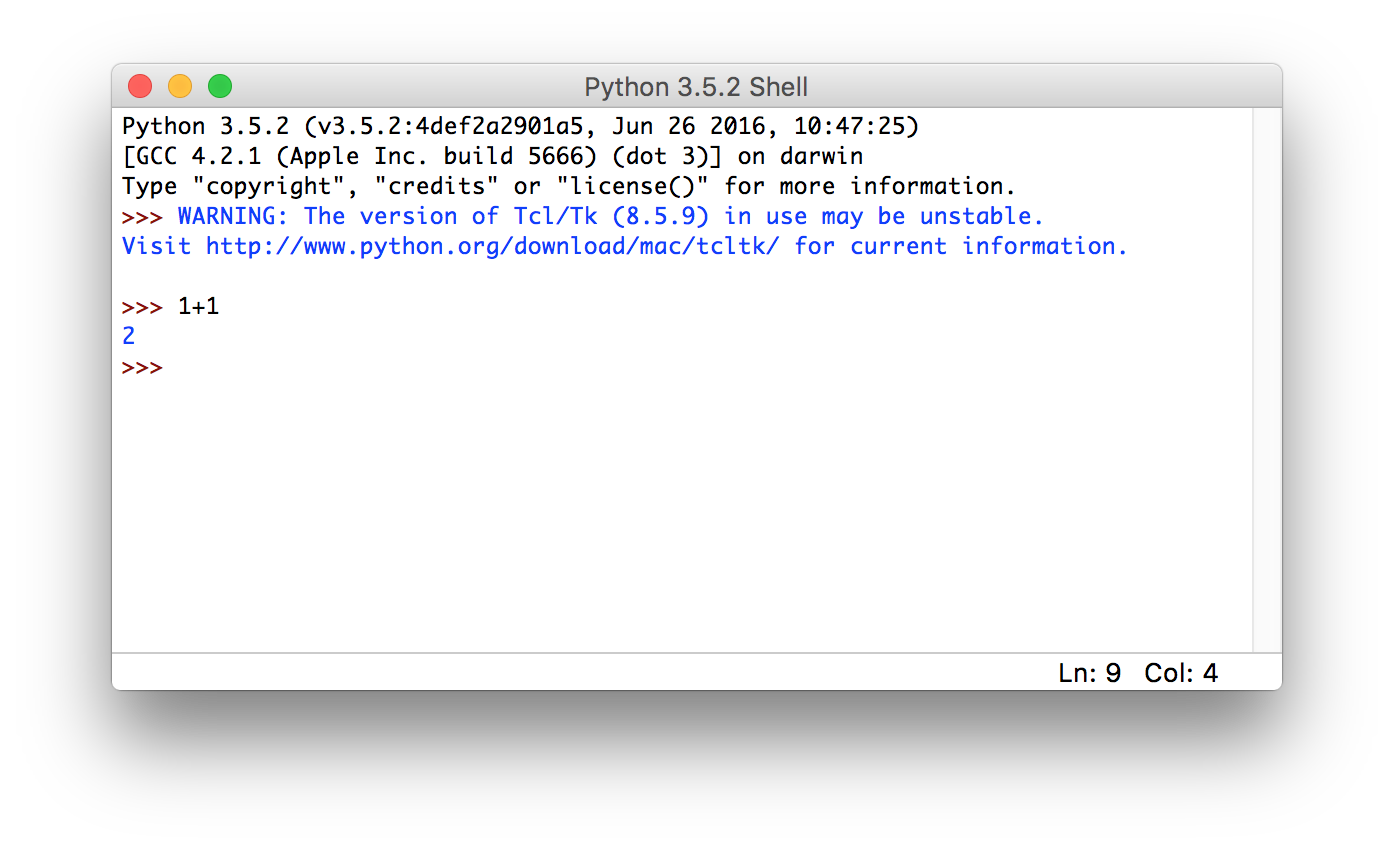 Python 3.5.2 Shell
Python 3.5.2 (v3.5.2:4def2a2901a5, Jun 26 2016, 10:47:25)
[GCC 4.2.1 (Apple Inc. build 5666) (dot 3)] on darwin
Type "copyright", "credits" or "license()" for more information.
>>> WARNING: The version of Tcl/Tk (8.5.9) in use may be unstable.
Visit http://www.python.org/download/mac/tcltk/ for current information.
>>> 1+1
2
>>>
Ln: 9 Col: 4